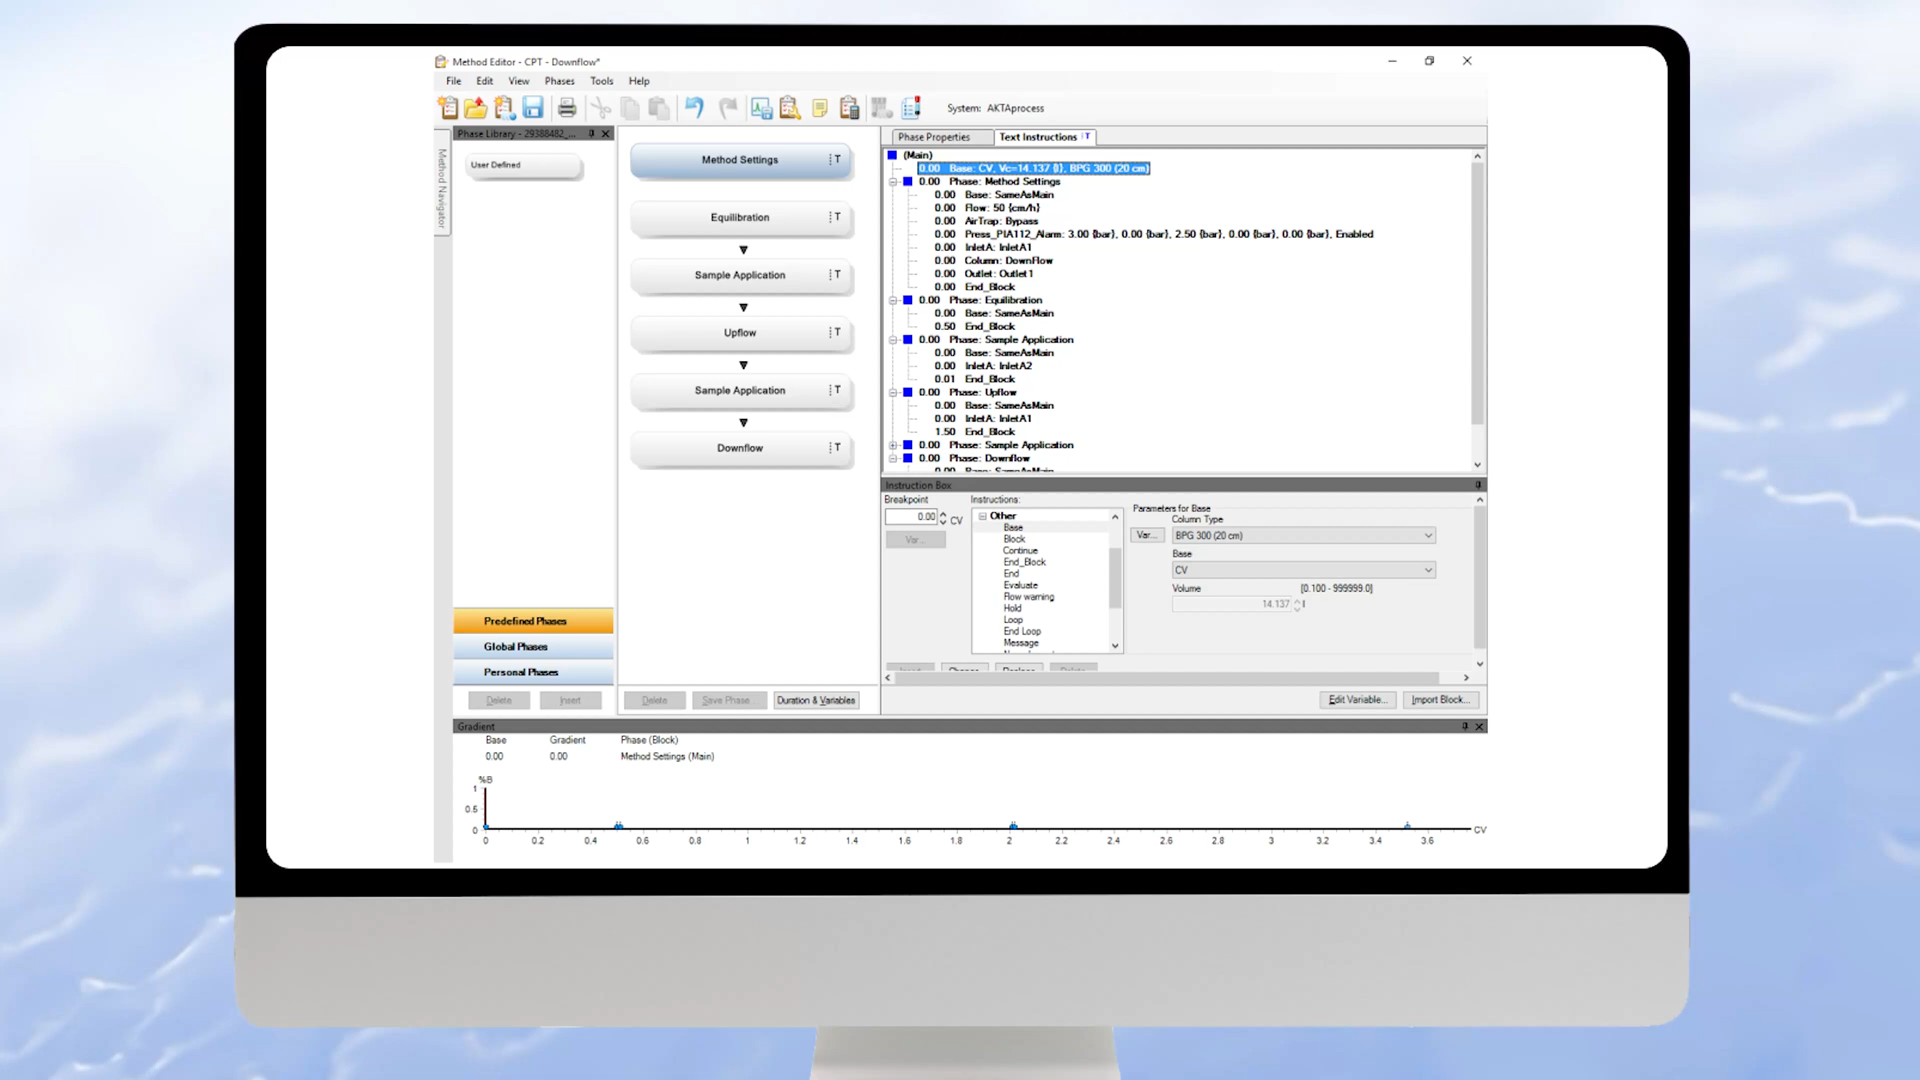 Method Editor - CPT - Downflow*
File Edit View Phases Tools Help
System: AKTAprocess
Phase Library - 29388482_...
Method Navigator
User Defined
Predefined Phases
Global Phases
Personal Phases
Delete Insert
Method Settings T
Equilibration T
Sample Application T
Upflow T
Sample Application T
Downflow T
Delete Save Phase Duration & Variables
Phase Properties Text Instructions T
(Main)
0.00 Base: CV, Vc=14.137 {l}, BPG 300 (20 cm)
0.00 Phase: Method Settings
0.00 Base: SameAsMain
0.00 Flow: 50 {cm/h}
0.00 AirTrap: Bypass
0.00 Press_PIA112_Alarm: 3.00 {bar}, 0.00 {bar}, 2.50 {bar}, 0.00 {bar}, 0.00 {bar}, Enabled
0.00 InletA: InletA1
0.00 Column: DownFlow
0.00 Outlet: Outlet1
0.00 End_Block
0.00 Phase: Equilibration
0.00 Base: SameAsMain
0.50 End_Block
0.00 Phase: Sample Application
0.00 Base: SameAsMain
0.00 InletA: InletA2
0.01 End_Block
0.00 Phase: Upflow
0.00 Base: SameAsMain
0.00 InletA: InletA1
1.50 End_Block
0.00 Phase: Sample Application
0.00 Phase: Downflow
0.00 Base: SameAsMain
Instruction Box
Breakpoint
0.00 CV
Var...
Instructions:
Other
Base
Block
Continue
End_Block
End
Evaluate
Flow warning
Hold
Loop
End Loop
Message
Insert Change Replace Delete
Parameters for Base
Column Type
Var... BPG 300 (20 cm)
Base
CV
Volume [0.100 - 999999.0]
14.137 l
Edit Variable... Import Block...
Gradient
Base Gradient Phase (Block)
0.00 0.00 Method Settings (Main)
%B
1
0.5
0
0 0.2 0.4 0.6 0.8 1 1.2 1.4 1.6 1.8 2 2.2 2.4 2.6 2.8 3 3.2 3.4 3.6 CV